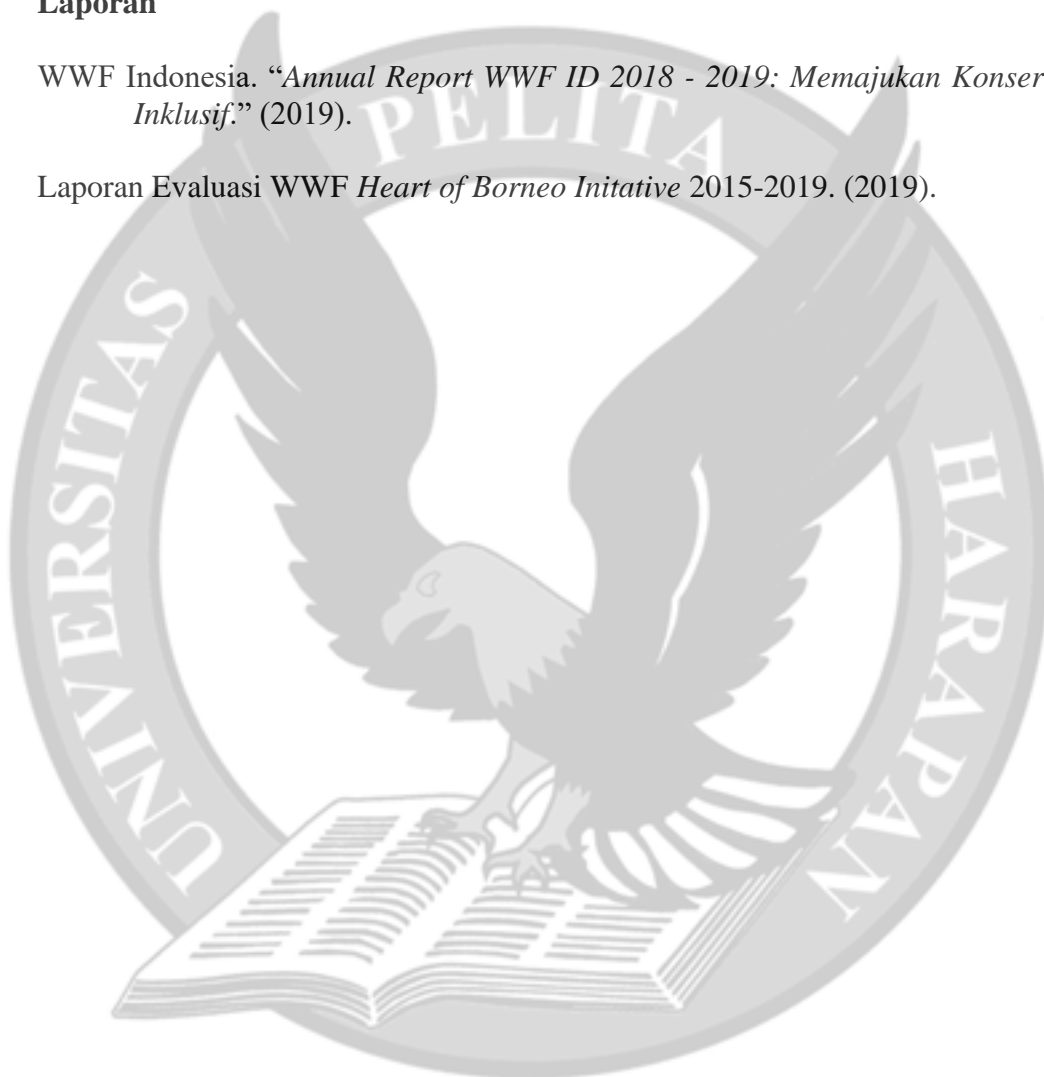 Laporan
WWF Indonesia. “Annual Report WWF ID 2018 - 2019: Memajukan Konser
Inklusif.” (2019).
Laporan Evaluasi WWF Heart of Borneo Initative 2015-2019. (2019).
UNIVERSITAS PELITA HARAPAN